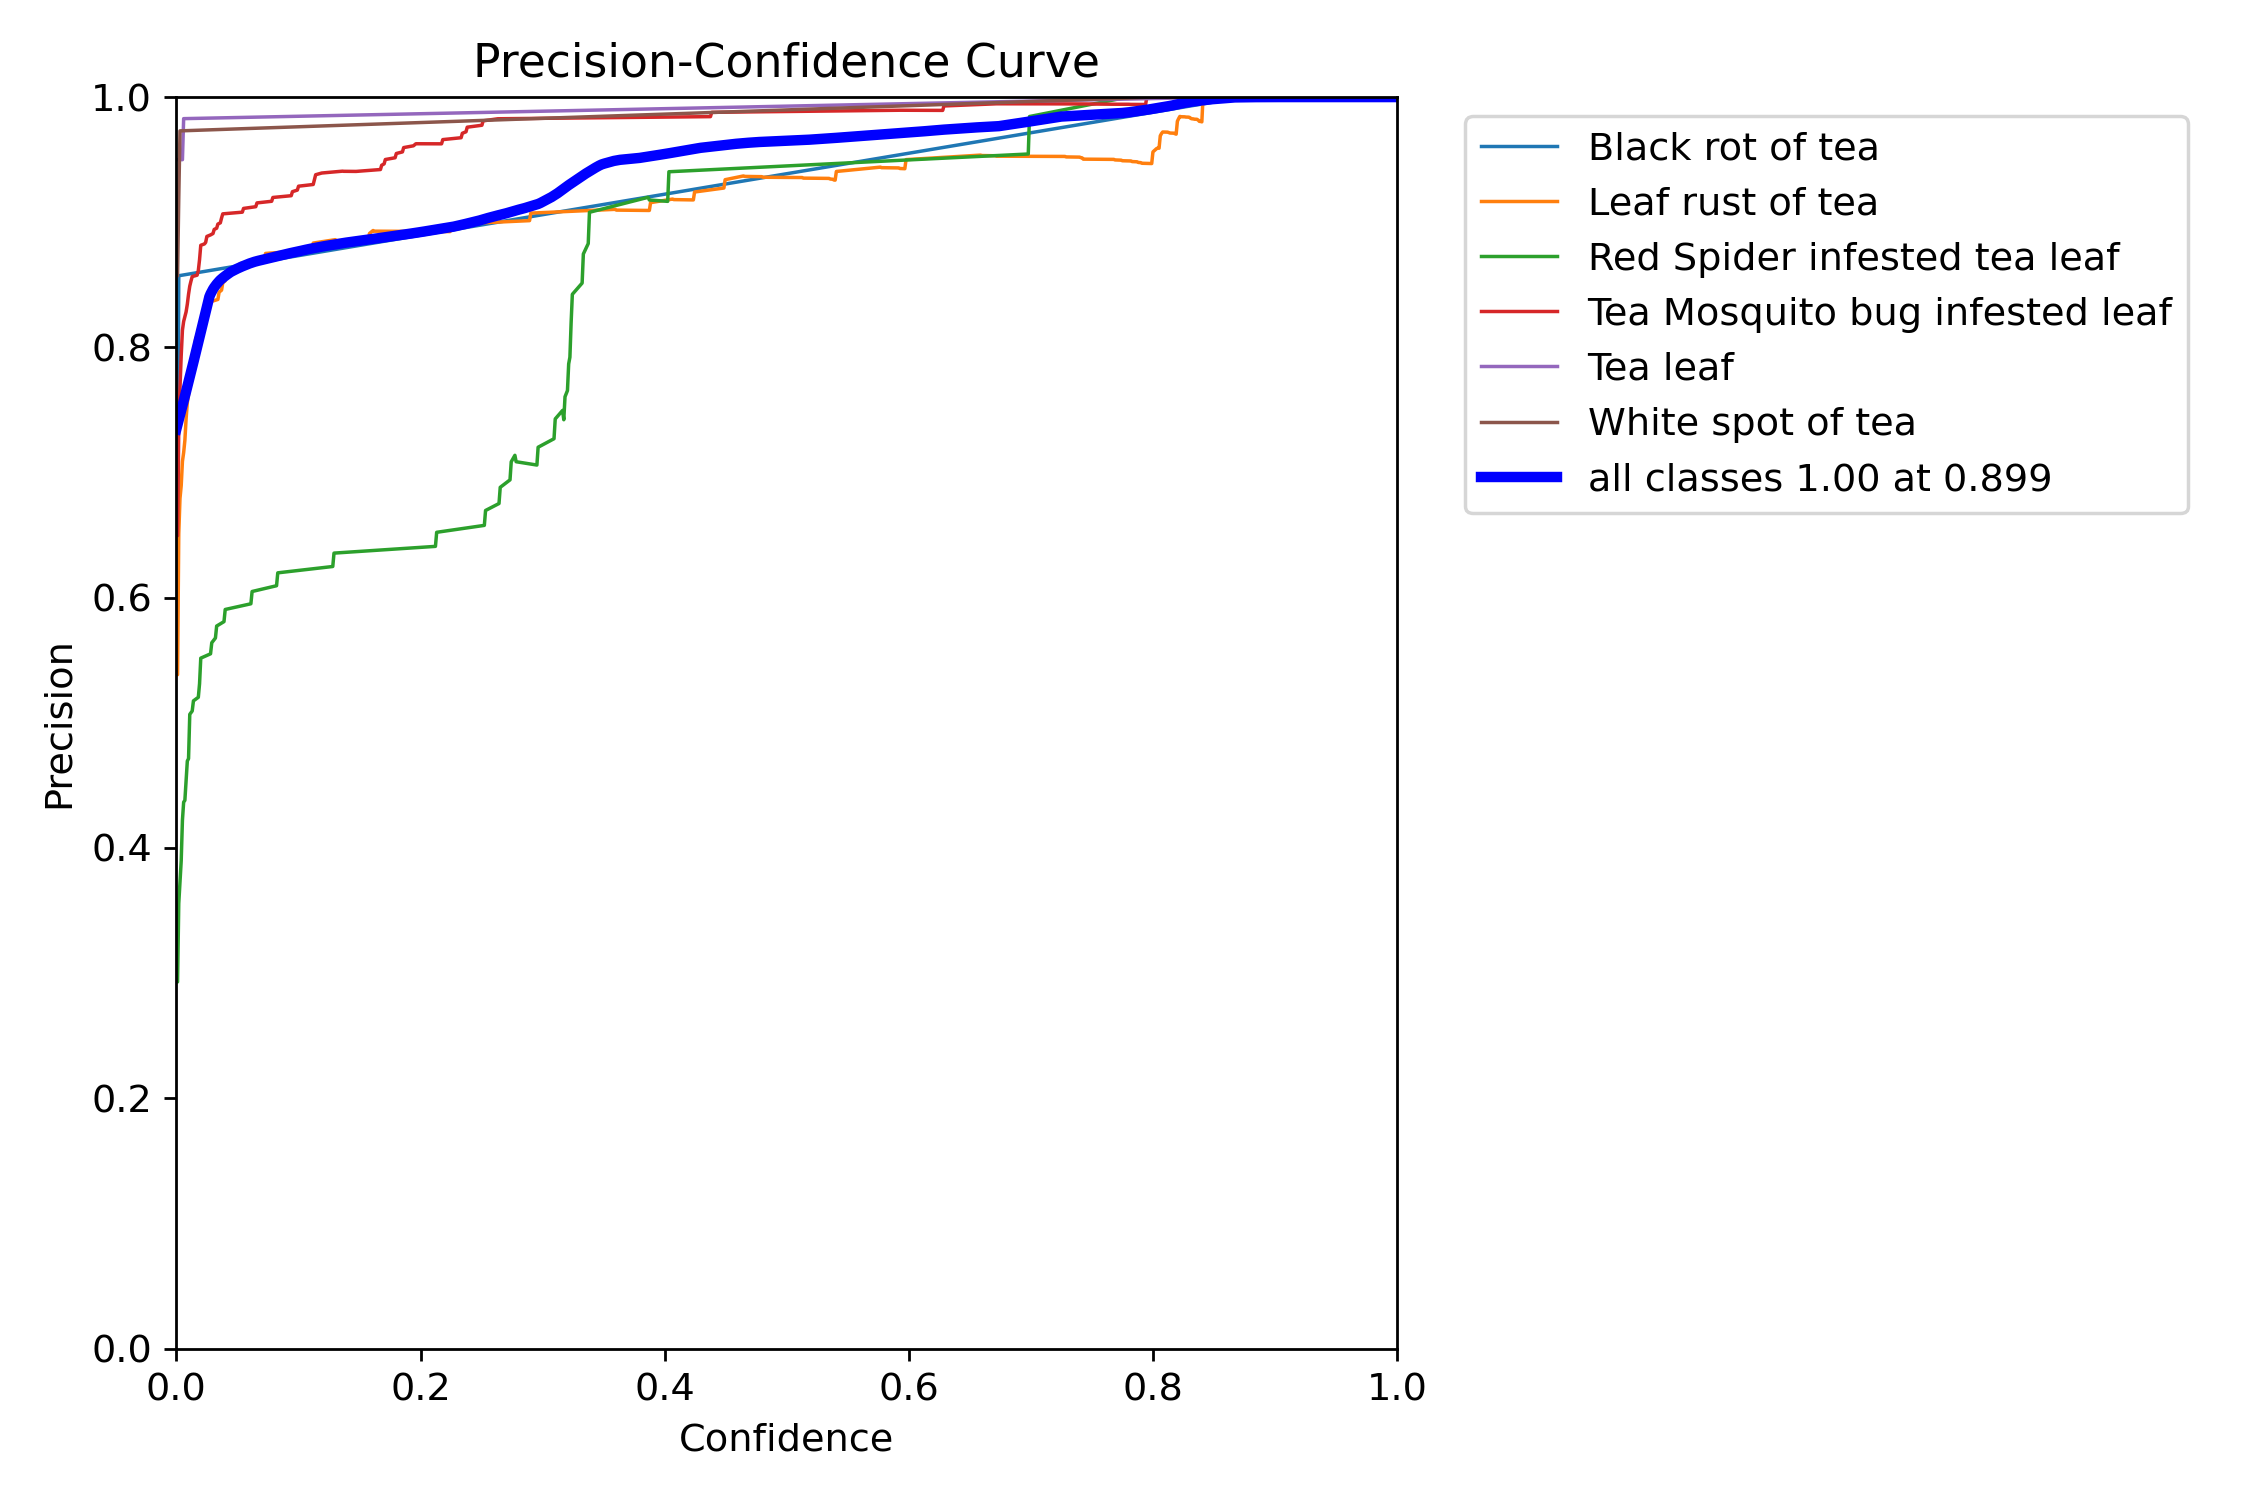 Precision-Confidence Curve
1.0
0.8
0.6
0.4
0.2
0.0
Precision
0.0 0.2 0.4 0.6 0.8 1.0
Confidence
Black rot of tea
Leaf rust of tea
Red Spider infested tea leaf
Tea Mosquito bug infested leaf
Tea leaf
White spot of tea
all classes 1.00 at 0.899